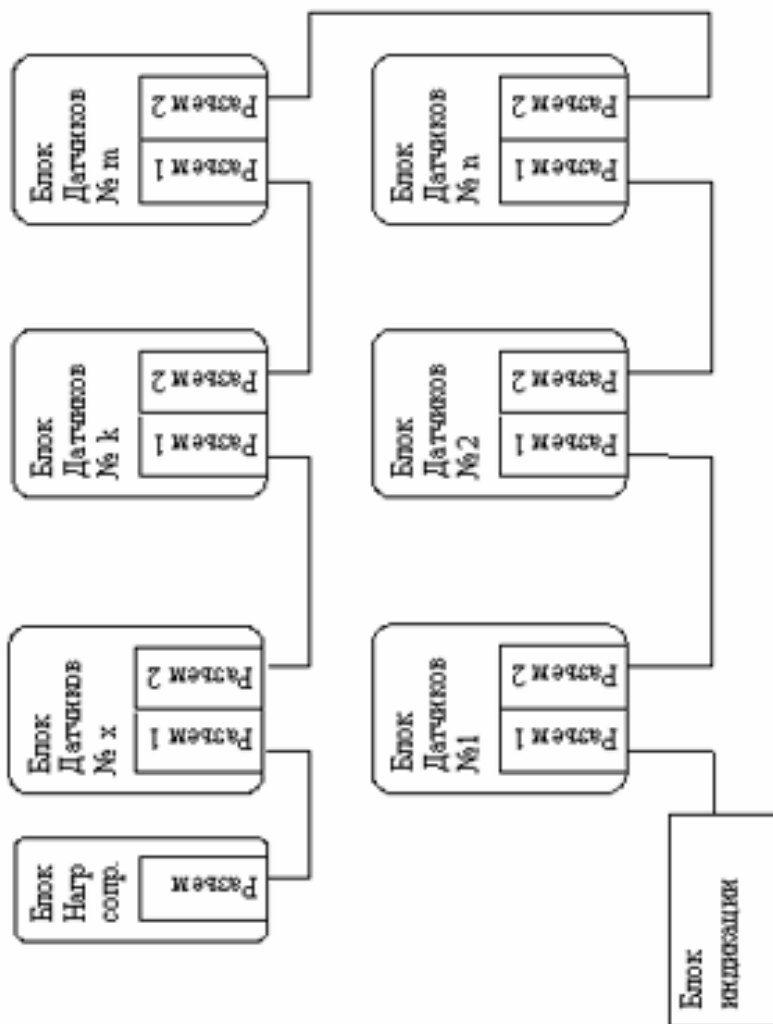 Блок
Датчиков
№ m
Разъем 2
Разъем 1
Блок
Датчиков
№ n
Разъем 2
Разъем 1
Блок
Датчиков
№ k
Разъем 2
Разъем 1
Блок
Датчиков
№2
Разъем 2
Разъем 1
Блок
Датчиков
№ x
Разъем 2
Разъем 1
Блок
Датчиков
№1
Разъем 2
Разъем 1
Блок
Нагр
сопр.
Разъем
Блок
индикации